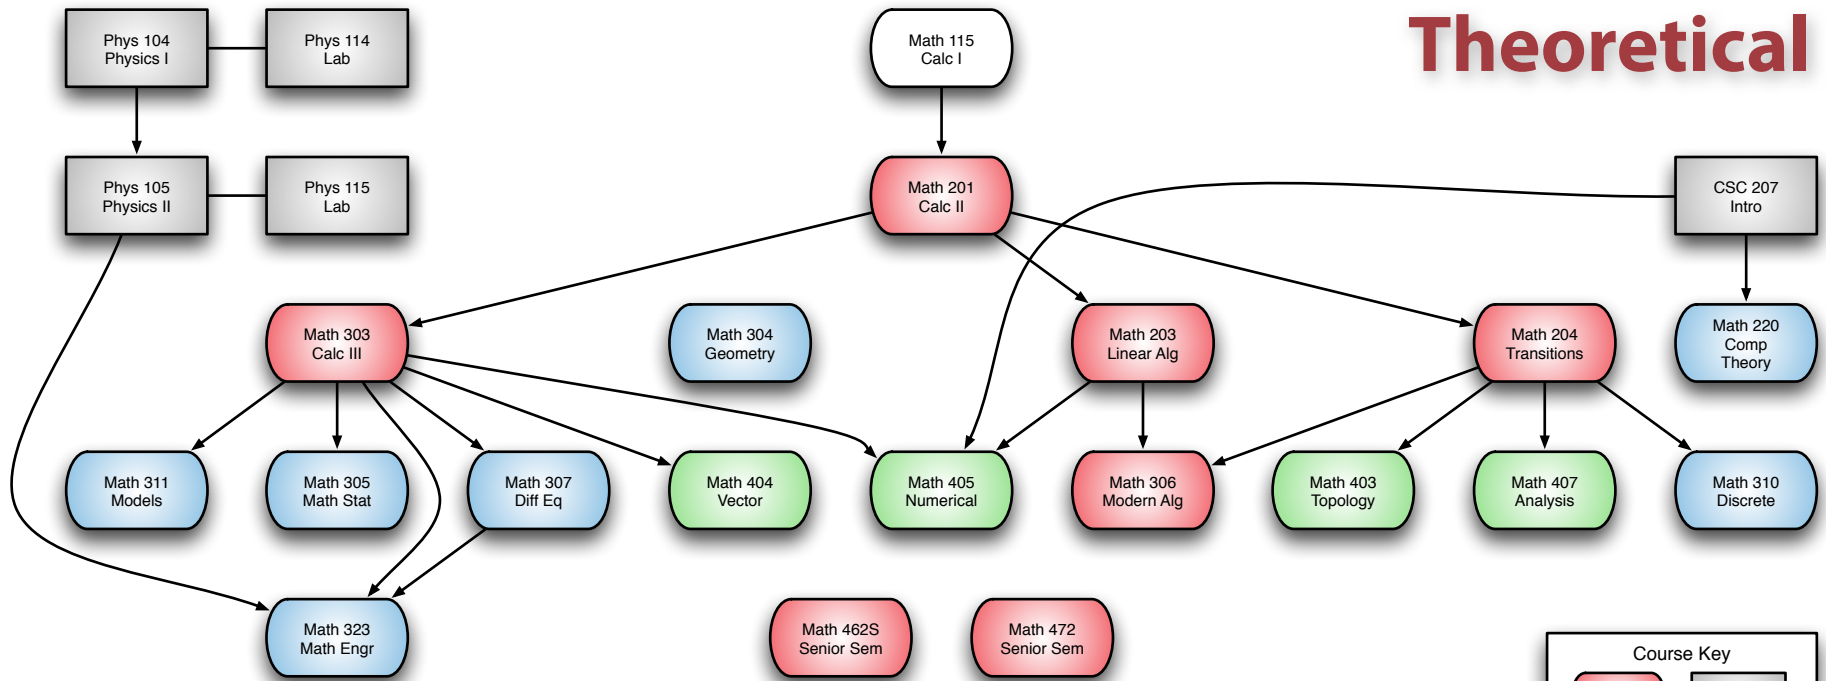 Theoretical
Phys 104
Physics I
Phys 114
Lab
Math 115
Calc I
Phys 105
Physics II
Phys 115
Lab
Math 201
Calc II
CSC 207
Intro
Math 303
Calc III
Math 304
Geometry
Math 203
Linear Alg
Math 204
Transitions
Math 220
Comp
Theory
Math 311
Models
Math 305
Math Stat
Math 307
Diff Eq
Math 404
Vector
Math 405
Numerical
Math 306
Modern Alg
Math 403
Topology
Math 407
Analysis
Math 310
Discrete
Math 323
Math Engr
Math 462S
Senior Sem
Math 472
Senior Sem
Course Key